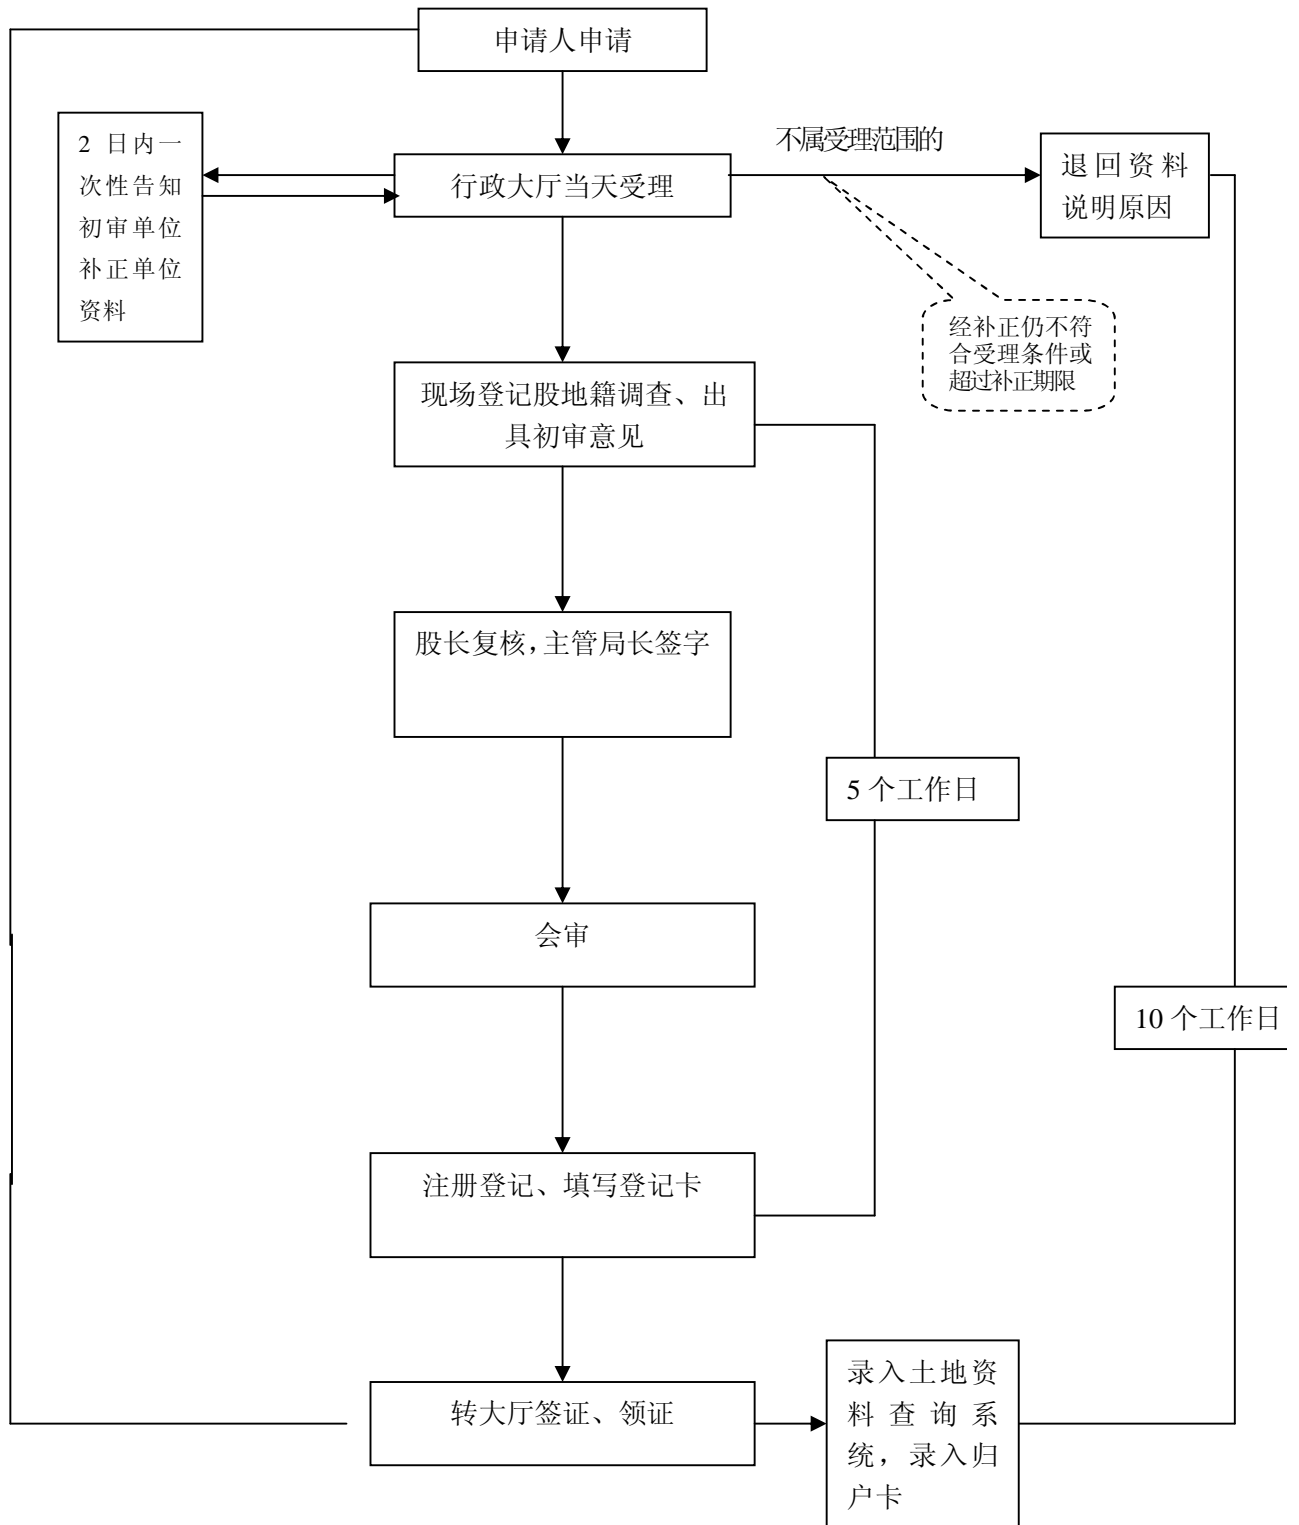 申请人申请
2 日内一
次性告知
初审单位
补正单位
资料
行政大厅当天受理
不属受理范围的
退回资料
说明原因
经补正仍不符
合受理条件或
超过补正期限
现场登记股地籍调查、出
具初审意见
股长复核，主管局长签字
5 个工作日
会审
10 个工作日
注册登记、填写登记卡
转大厅签证、领证
录入土地资
料查询系
统，录入归
户卡